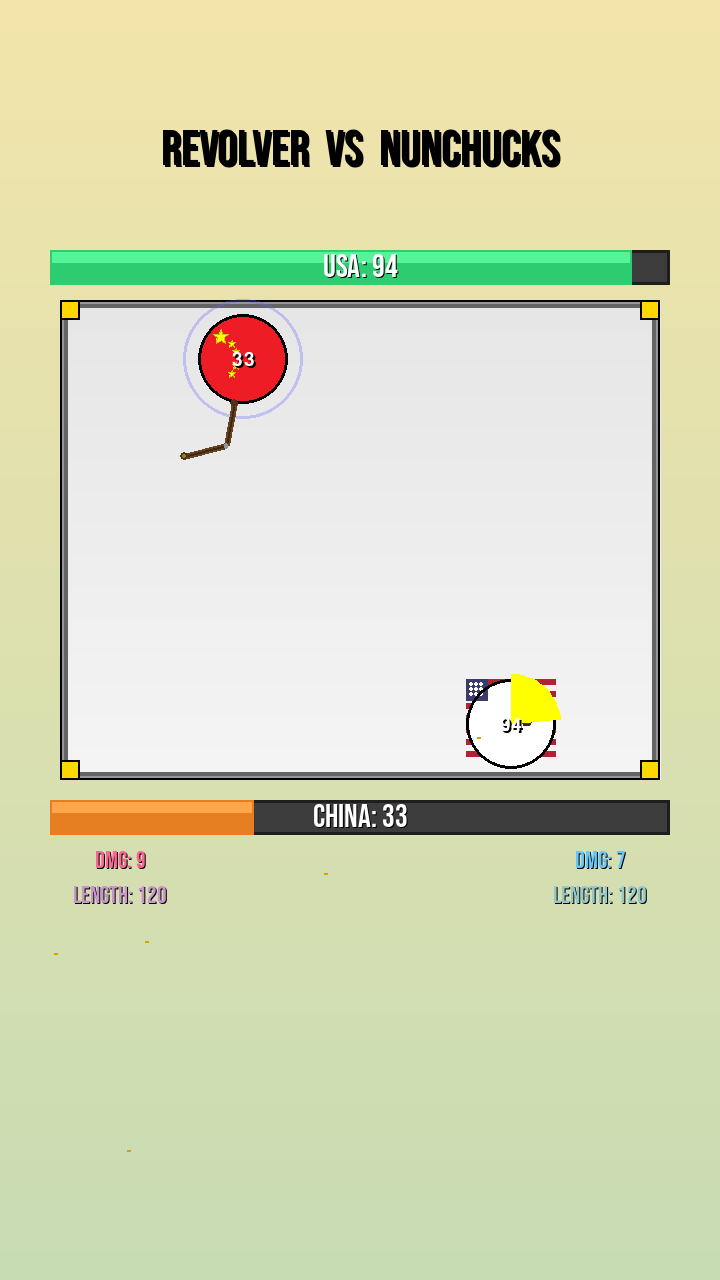 REVOLVER VS NUNCHUCKS
USA: 94
33
94
CHINA: 33
DMG: 9
DMG: 7
LENGTH: 120
LENGTH: 120